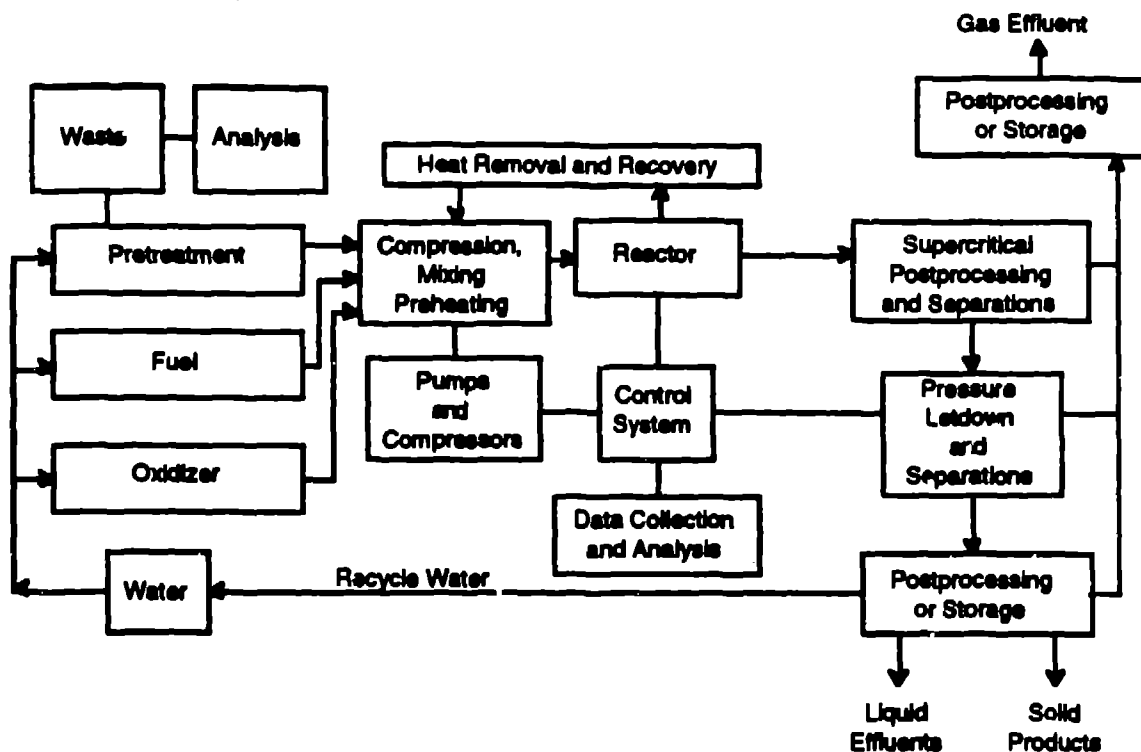 Gas Effluent
Postprocessing
or Storage
Waste
Analysis
Heat Removal and Recovery
Pretreatment
Compression,
Mixing
Preheating
Reactor
Supercritical
Postprocessing
and Separations
Fuel
Pumps
and
Compressors
Control
System
Pressure
Letdown
and
Separations
Oxidizer
Data Collection
and Analysis
Water
Recycle Water
Postprocessing
or Storage
Liquid
Effluents
Solid
Products